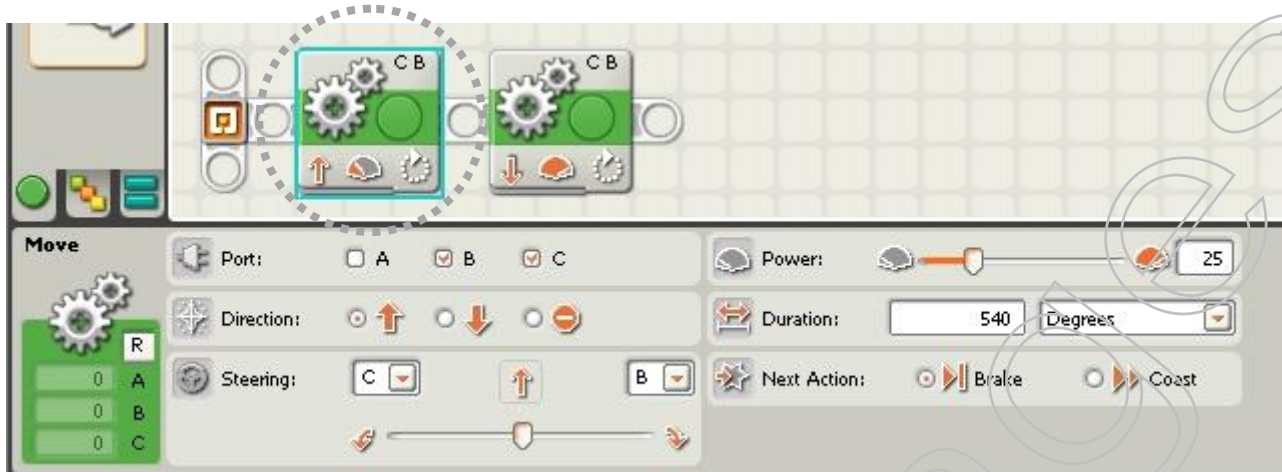 C B
C B
Move
Port: A B C
Power: 25
Direction:
Duration: 540 Degrees
R
Steering: C B
Next Action: Brake Coast
0 A
0 B
0 C